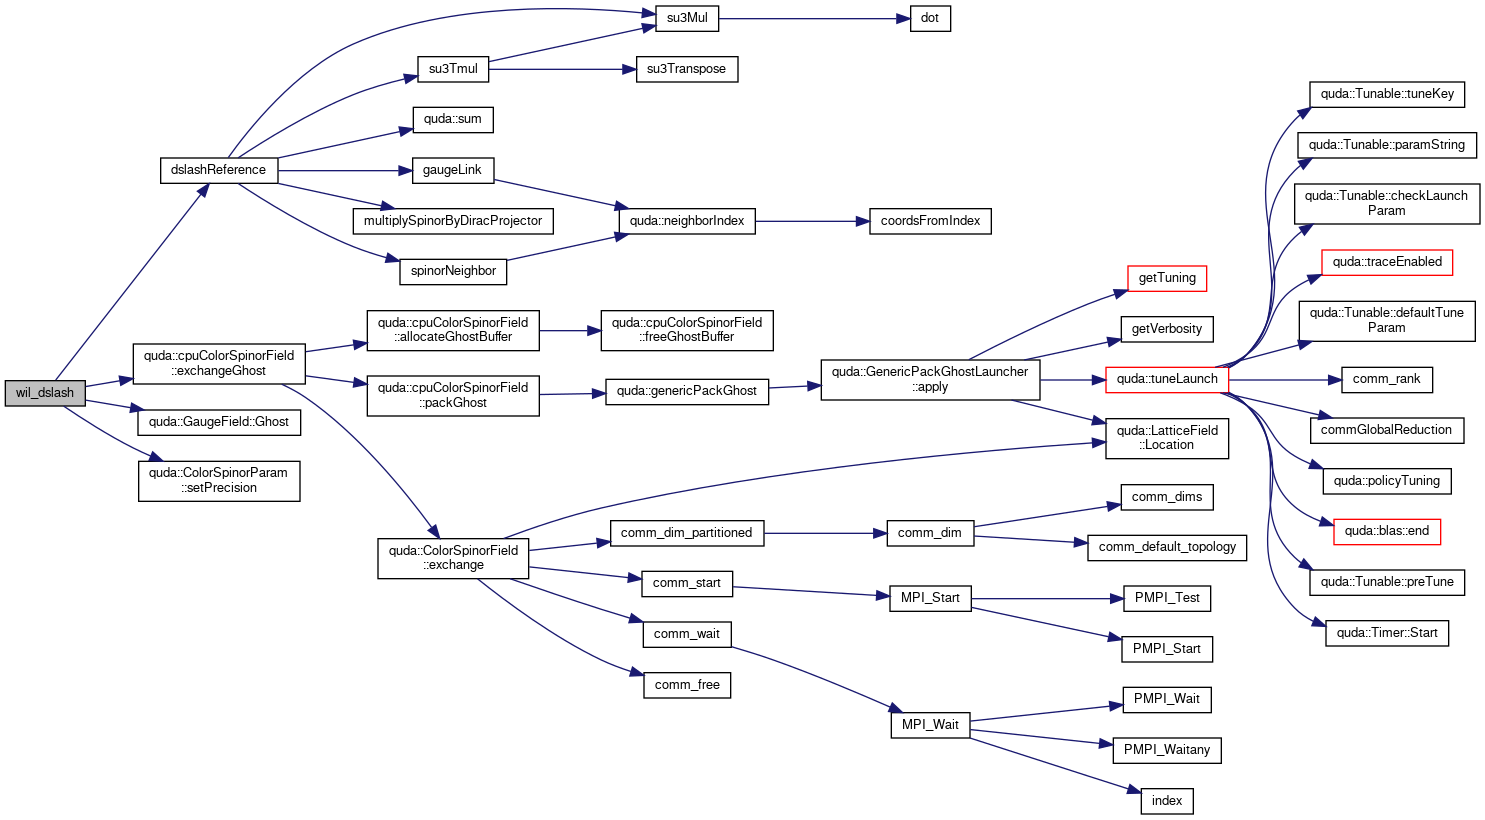 wil_dslash
dslashReference
su3Mul
dot
su3Tmul
su3Transpose
quda::sum
gaugeLink
multiplySpinorByDiracProjector
spinorNeighbor
quda::neighborIndex
coordsFromIndex
quda::cpuColorSpinorField
::exchangeGhost
quda::GaugeField::Ghost
quda::ColorSpinorParam
::setPrecision
quda::cpuColorSpinorField
::allocateGhostBuffer
quda::cpuColorSpinorField
::freeGhostBuffer
quda::cpuColorSpinorField
::packGhost
quda::genericPackGhost
quda::GenericPackGhostLauncher
::apply
getTuning
getVerbosity
quda::tuneLaunch
quda::LatticeField
::Location
quda::Tunable::tuneKey
quda::Tunable::paramString
quda::Tunable::checkLaunch
Param
quda::traceEnabled
quda::Tunable::defaultTune
Param
comm_rank
commGlobalReduction
quda::policyTuning
quda::blas::end
quda::Tunable::preTune
quda::Timer::Start
quda::ColorSpinorField
::exchange
comm_dim_partitioned
comm_dim
comm_dims
comm_default_topology
comm_start
MPI_Start
PMPI_Test
PMPI_Start
comm_wait
comm_free
MPI_Wait
PMPI_Wait
PMPI_Waitany
index